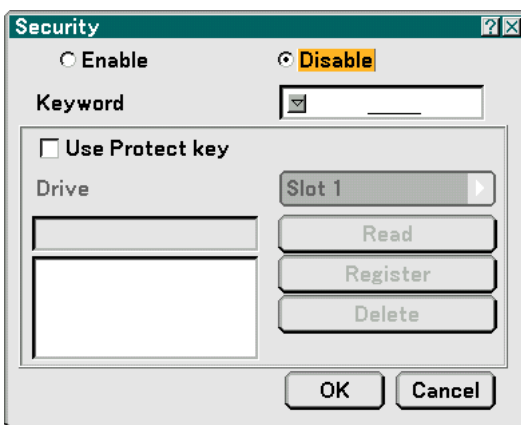 Security
Enable Disable
Keyword
Use Protect key
Drive Slot 1
Read
Register
Delete
OK Cancel